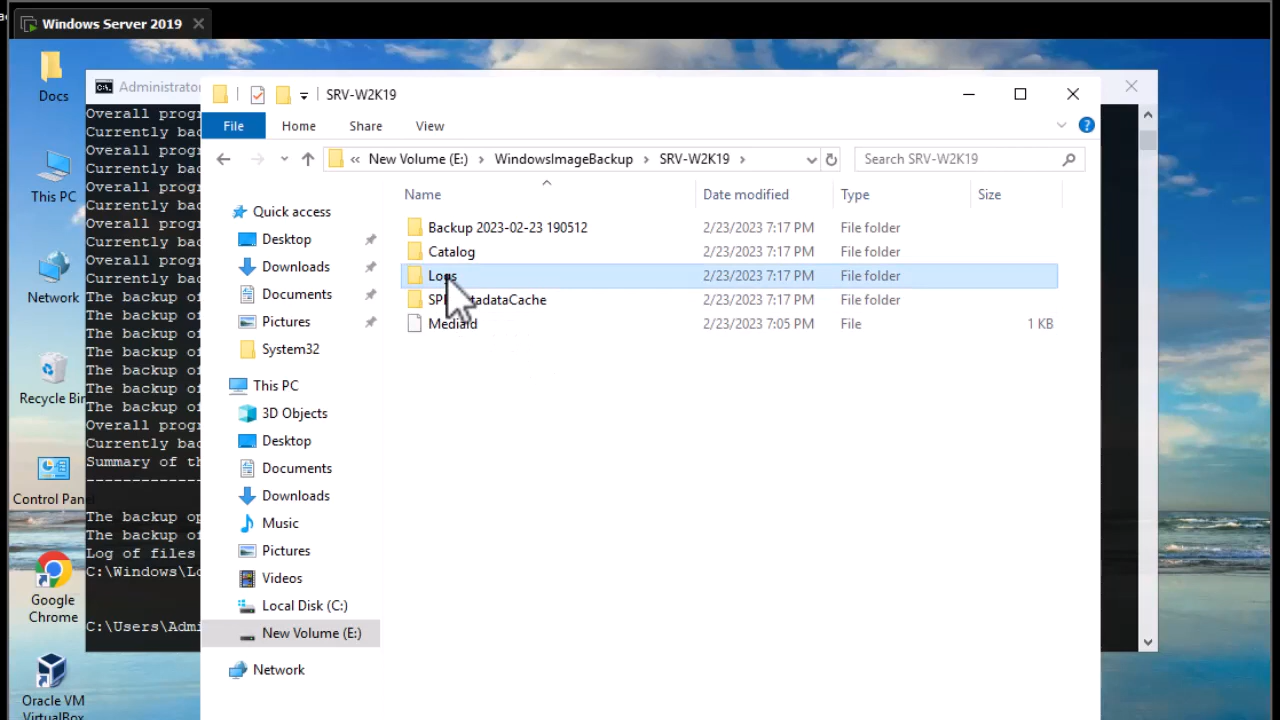 Windows Server 2019
Docs
This PC
Network
Recycle Bin
Control Panel
Google
Chrome
Oracle VM
VirtualBox
Administrator
Overall progr
Currently bac
Overall progr
Currently bac
Overall progr
Currently bac
Overall progr
Currently bac
Overall progr
Currently bac
The backup of
The backup of
The backup of
The backup of
The backup of
The backup of
The backup of
Overall progr
Currently bac
Summary of th
-------------
The backup op
The backup of
Log of files
C:\Windows\Lo
C:\Users\Admi
SRV-W2K19
File Home Share View
« New Volume (E:) > WindowsImageBackup > SRV-W2K19 >
Search SRV-W2K19
Name Date modified Type Size
Backup 2023-02-23 190512 2/23/2023 7:17 PM File folder
Catalog 2/23/2023 7:17 PM File folder
Logs 2/23/2023 7:17 PM File folder
2/23/2023 7:17 PM File folder
MediaId 2/23/2023 7:05 PM File 1 KB
Quick access
Desktop
Downloads
Documents
Pictures
System32
This PC
3D Objects
Desktop
Documents
Downloads
Music
Pictures
Videos
Local Disk (C:)
New Volume (E:)
Network